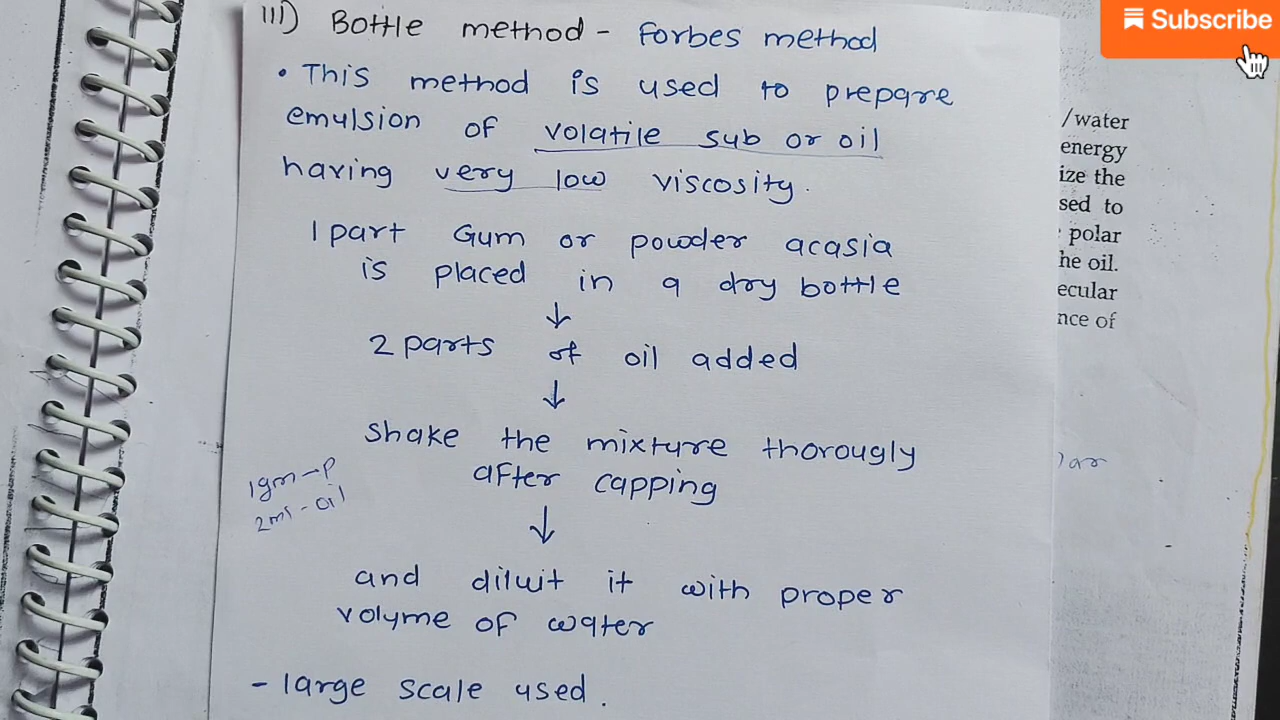 III) Bottle method - Forbes method
• This method is used to prepare
emulsion of volatile sub or oil
having very low viscosity.
1 part Gum or powder acasia
is placed in a dry bottle
↓
2 parts of oil added
↓
Shake the mixture thorougly
after capping
↓
and diluit it with proper
volume of water
- large scale used.
1gm-P
2ml-oil
Subscribe
/water
energy
ize the
sed to
polar
he oil.
ecular
nce of